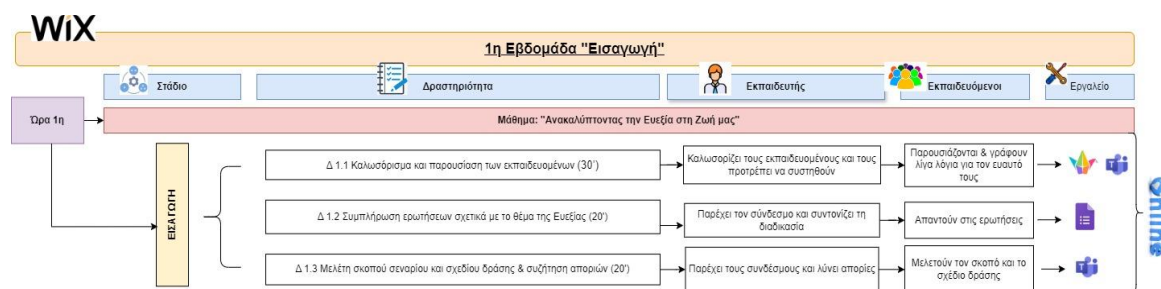 WiX
1η Εβδομάδα "Εισαγωγή"
Στάδιο
Δραστηριότητα
Εκπαιδευτής
Εκπαιδευόμενοι
Εργαλείο
Ώρα 1η
Μάθημα: "Ανακαλύπτοντας την Ευεξία στη Ζωή μας"
ΕΙΣΑΓΩΓΗ
Δ 1.1 Καλωσόρισμα και παρουσίαση των εκπαιδευομένων (30΄)
Καλωσορίζει τους εκπαιδευομένους και τους
προτρέπει να συστηθούν
Παρουσιάζονται & γράφουν
λίγα λόγια για τον εαυτό
τους
Δ 1.2 Συμπλήρωση ερωτήσεων σχετικά με το θέμα της Ευεξίας (20')
Παρέχει τον σύνδεσμο και συντονίζει τη
διαδικασία
Απαντούν στις ερωτήσεις
Δ 1.3 Μελέτη σκοπού σεναρίου και σχεδίου δράσης & συζήτηση αποριών (20')
Παρέχει τους συνδέσμους και λύνει απορίες
Μελετούν τον σκοπό και το
σχέδιο δράσης
Online